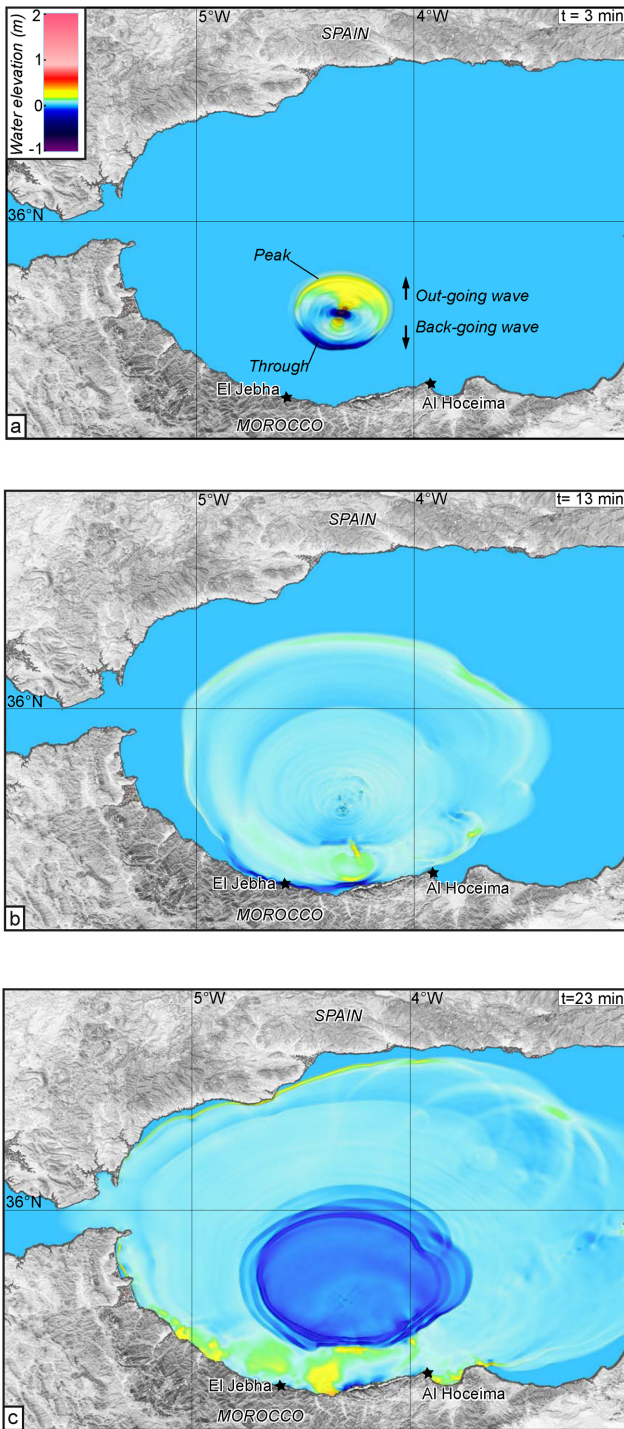 Water elevation (m)
2
1
0
-1
5°W
4°W
t = 3 min
SPAIN
36°N
Peak
Out-going wave
Back-going wave
Through
El Jebha
Al Hoceima
MOROCCO
a
5°W
4°W
t= 13 min
SPAIN
36°N
El Jebha
Al Hoceima
MOROCCO
b
5°W
4°W
t=23 min
SPAIN
36°N
El Jebha
Al Hoceima
MOROCCO
c